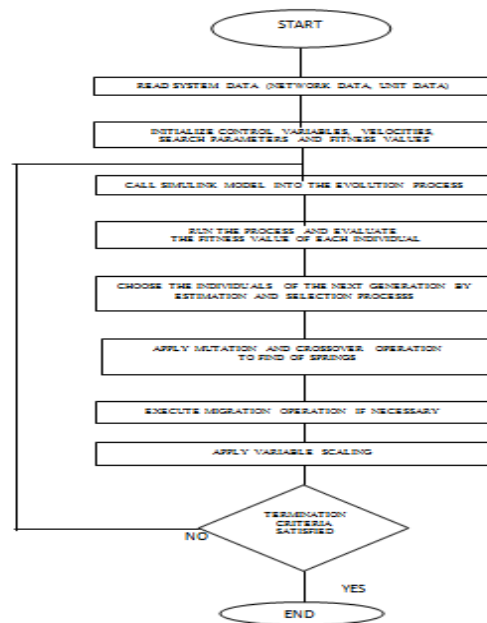 START
READ SYSTEM DATA (NETWORK DATA, UNIT DATA)
INITIALIZE CONTROL VARIABLES, VELOCITIES,
SEARCH PARAMETERS AND FITNESS VALUES
CALL SIMULINK MODEL INTO THE EVOLUTION PROCESS
RUN THE PROCESS AND EVALUATE
THE FITNESS VALUE OF EACH INDIVIDUAL
CHOOSE THE INDIVIDUALS OF THE NEXT GENERATION BY
ESTIMATION AND SELECTION PROCESSS
APPLY MUTATION AND CROSSOVER OPERATION
TO FIND OF SPRINGS
EXECUTE MIGRATION OPERATION IF NECESSARY
APPLY VARIABLE SCALING
TERMINATION
CRITERIA
SATISFIED
NO
YES
END